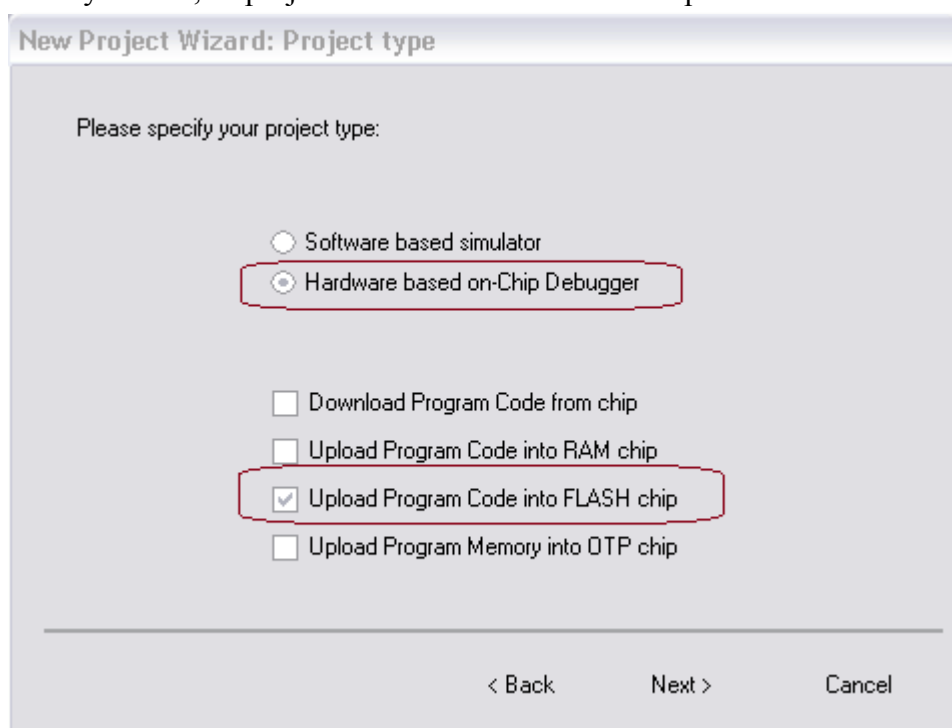 New Project Wizard: Project type
Please specify your project type:
Software based simulator
Hardware based on-Chip Debugger
Download Program Code from chip
Upload Program Code into RAM chip
Upload Program Code into FLASH chip
Upload Program Memory into OTP chip
< Back Next > Cancel